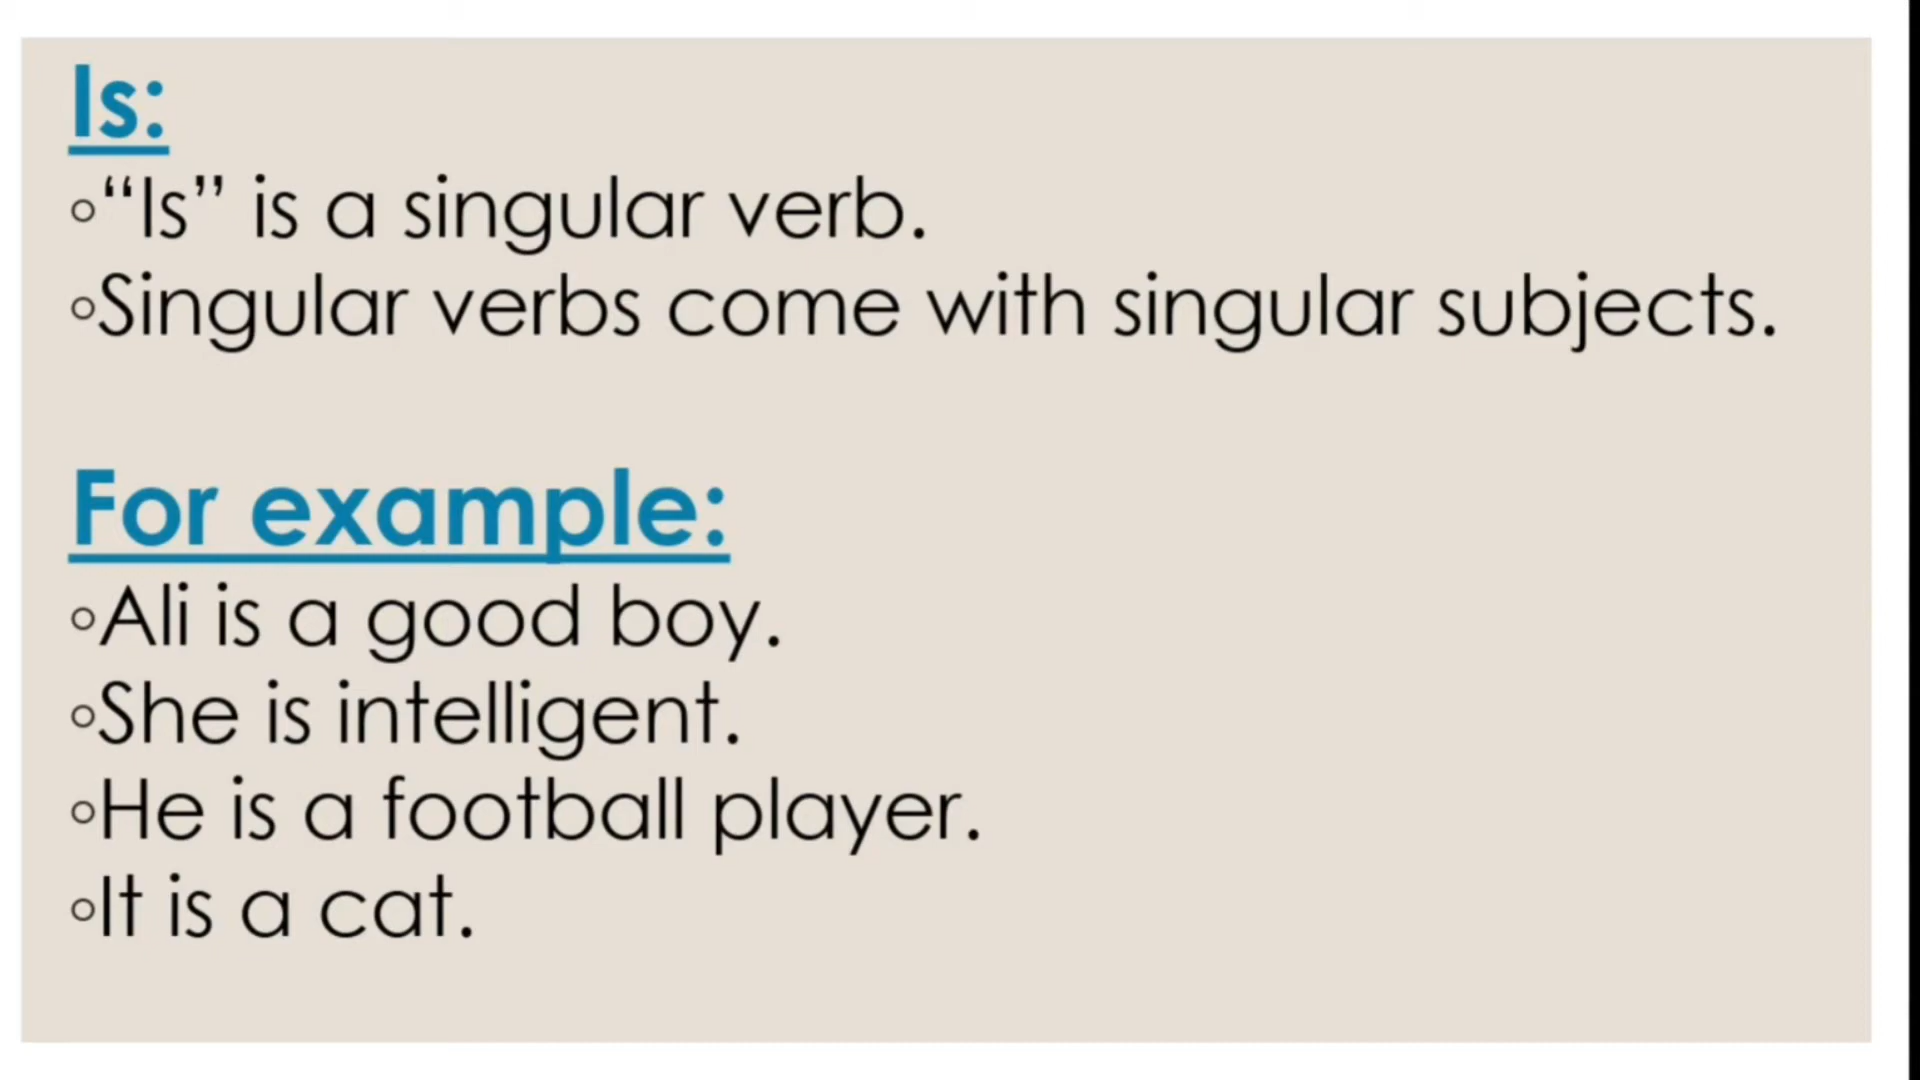 Is:
◦“Is” is a singular verb.
◦Singular verbs come with singular subjects.
For example:
◦Ali is a good boy.
◦She is intelligent.
◦He is a football player.
◦It is a cat.